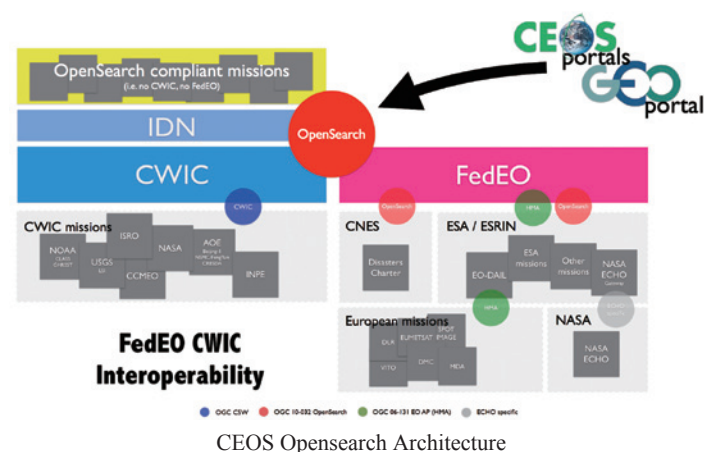 CEOS
portals
GEO
portal
OpenSearch compliant missions
(i.e. no CWIC, no FedEO)
IDN
OpenSearch
CWIC
FedEO
CWIC
OpenSearch
HMA
OpenSearch
CWIC missions
NOAA
USGS
ISRO
CCMEO
NASA
AOE
INPE
CNES
Disasters
Charter
ESA / ESRIN
EO-DAIL
ESA
missions
Other
missions
NASA
ECHO
HMA
ECHO
European missions
DLR
EUMETSAT
SPOT
IMAGE
VITO
DMC
MDA
NASA
NASA
ECHO
FedEO CWIC
Interoperability
OGC CSW
OGC 10-032 OpenSearch
OGC 06-131 EO AP (HMA)
ECHO specific
CEOS Opensearch Architecture